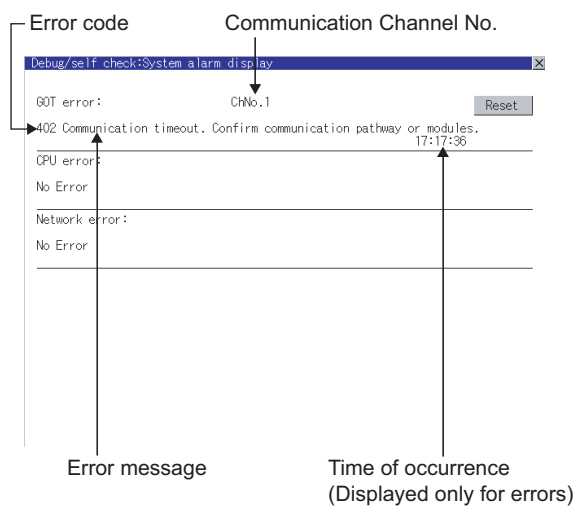 Error code
Communication Channel No.
Debug/self check:System alarm display
GOT error:
ChNo.1
Reset
402 Communication timeout. Confirm communication pathway or modules.
17:17:36
CPU error:
No Error
Network error:
No Error
Error message
Time of occurrence
(Displayed only for errors)